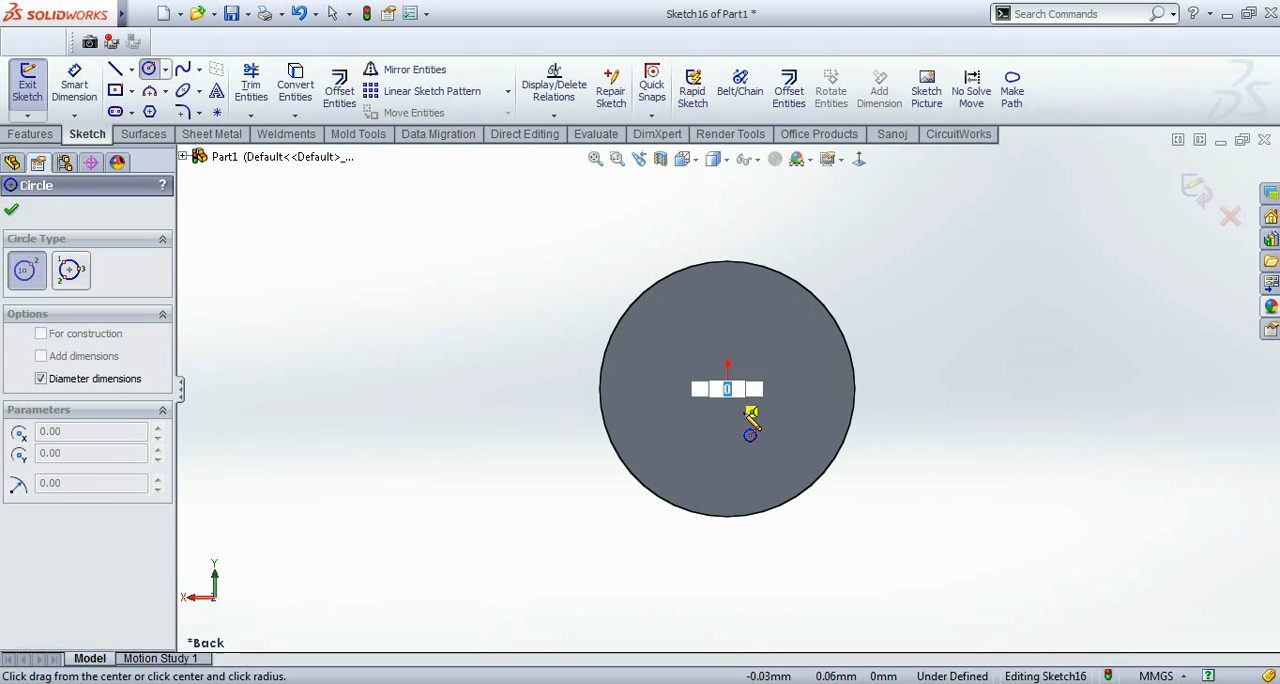 SOLIDWORKS
Sketch16 of Part1 *
Search Commands
Exit Sketch
Smart Dimension
Trim Entities
Convert Entities
Offset Entities
Mirror Entities
Linear Sketch Pattern
Move Entities
Display/Delete Relations
Repair Sketch
Quick Snaps
Rapid Sketch
Belt/Chain
Offset Entities
Rotate Entities
Add Dimension
Sketch Picture
No Solve Move
Make Path
Features
Sketch
Surfaces
Sheet Metal
Weldments
Mold Tools
Data Migration
Direct Editing
Evaluate
DimXpert
Render Tools
Office Products
Sanoj
CircuitWorks
Part1 (Default<<Default>_...
Circle
?
Circle Type
Options
For construction
Add dimensions
Diameter dimensions
Parameters
0.00
0.00
0.00
0
Y
X
*Back
Model
Motion Study 1
Click drag from the center or click center and click radius.
-0.03mm
0.06mm
0mm
Under Defined
Editing Sketch16
MMGS
?